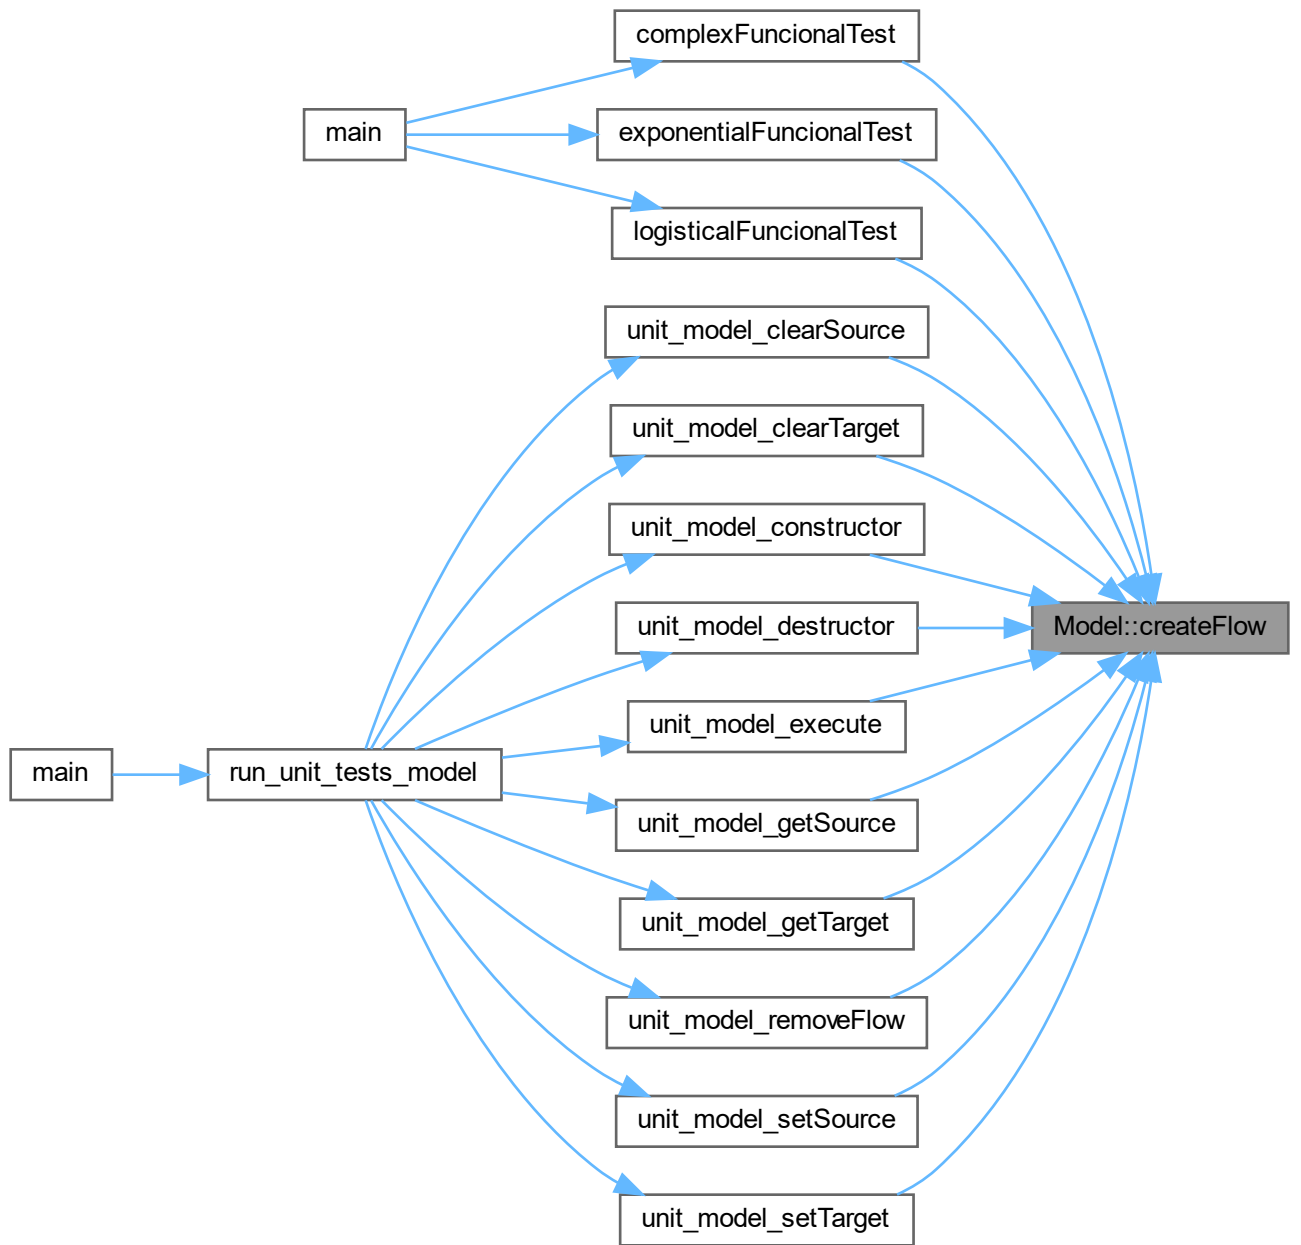 complexFuncionalTest
main
exponentialFuncionalTest
logisticalFuncionalTest
unit_model_clearSource
unit_model_clearTarget
unit_model_constructor
unit_model_destructor
Model::createFlow
unit_model_execute
main
run_unit_tests_model
unit_model_getSource
unit_model_getTarget
unit_model_removeFlow
unit_model_setSource
unit_model_setTarget